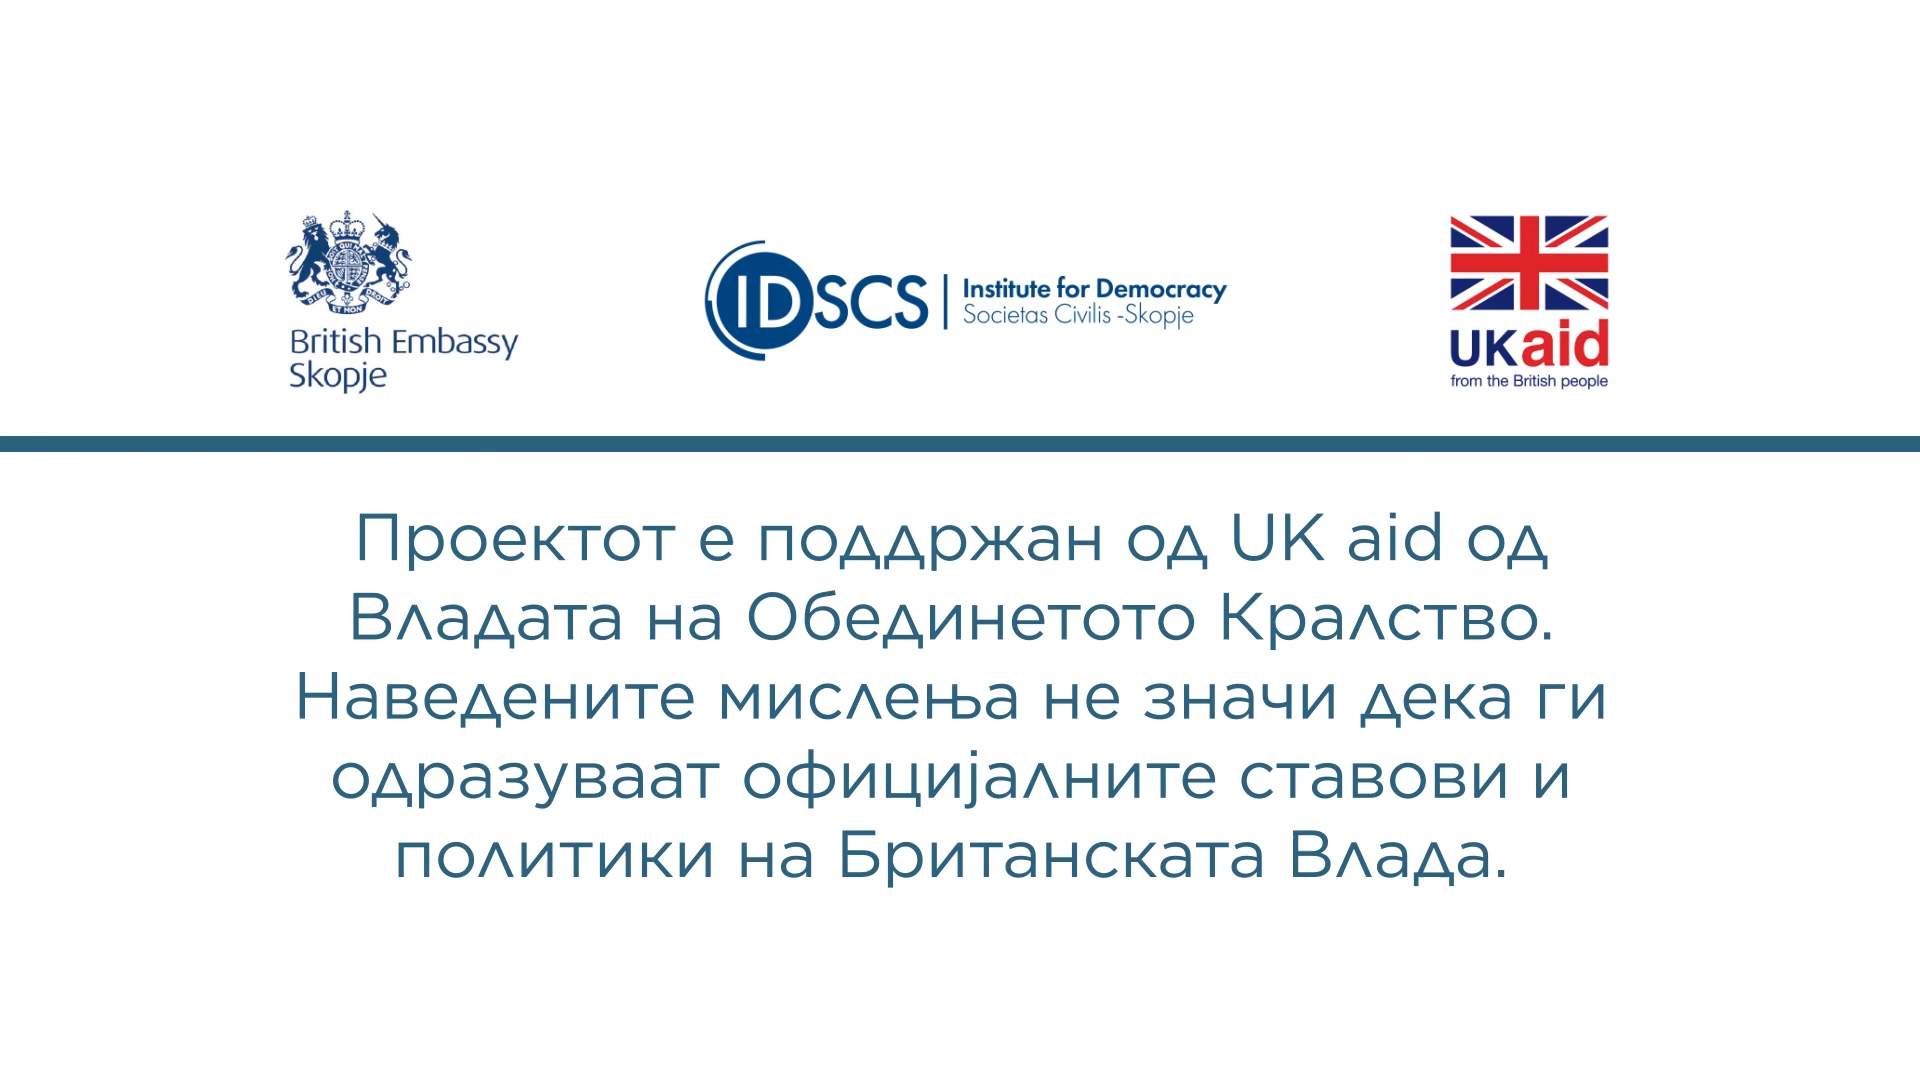 British Embassy
Skopje
IDSCS
Institute for Democracy
Societas Civilis -Skopje
UKaid
from the British people
Проектот е поддржан од UK aid од
Владата на Обединетото Кралство.
Наведените мислења не значи дека ги
одразуваат официјалните ставови и
политики на Британската Влада.